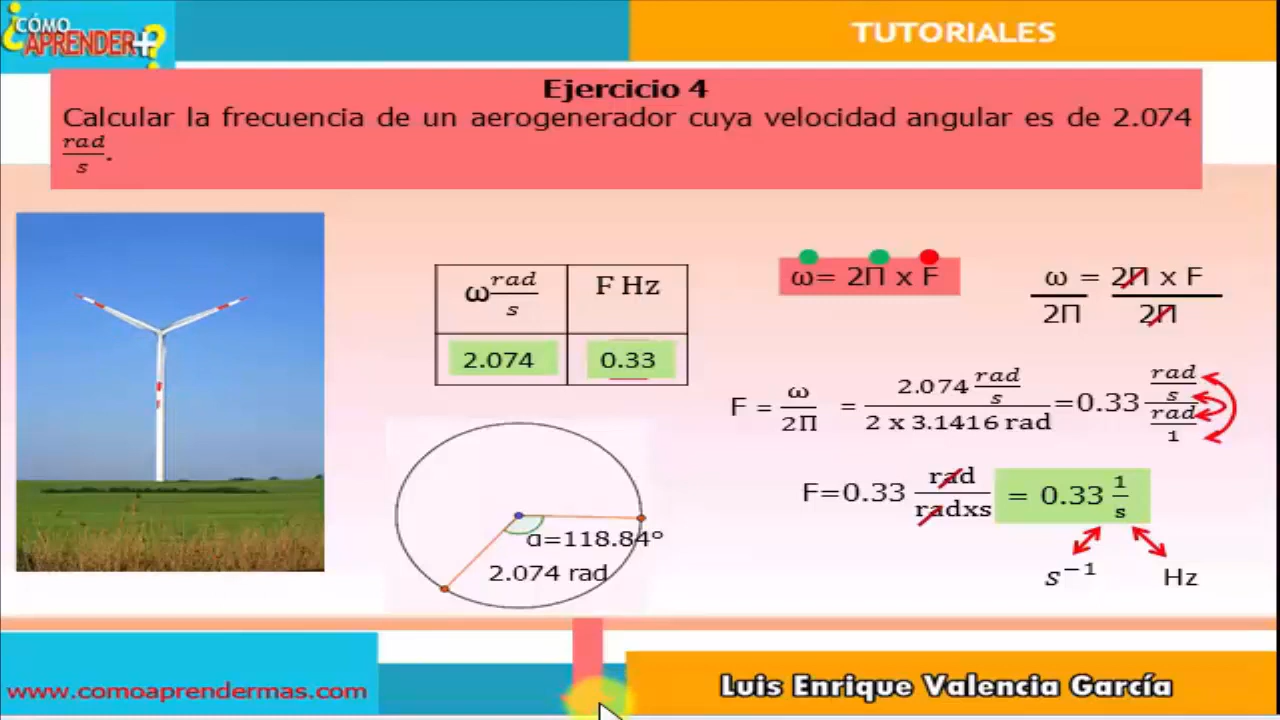 ¿CÓMO
APRENDER+?
TUTORIALES
Ejercicio 4
Calcular la frecuencia de un aerogenerador cuya velocidad angular es de 2.074
rad/s.
ω rad/s F Hz
2.074 0.33
ω= 2Π x F
ω = 2Π x F
2Π 2Π
F = ω/2Π = 2.074 rad/s / 2 x 3.1416 rad =0.33 rad/s / rad/1
F=0.33 rad/radxs = 0.33 1/s
s⁻¹ Hz
α=118.84°
2.074 rad
www.comoaprendermas.com
Luis Enrique Valencia García